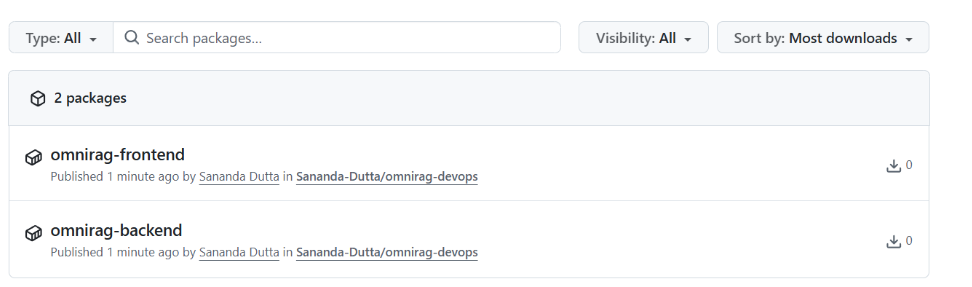 Type: All
Search packages...
Visibility: All
Sort by: Most downloads
2 packages
omnirag-frontend
Published 1 minute ago by Sananda Dutta in Sananda-Dutta/omnirag-devops
0
omnirag-backend
Published 1 minute ago by Sananda Dutta in Sananda-Dutta/omnirag-devops
0